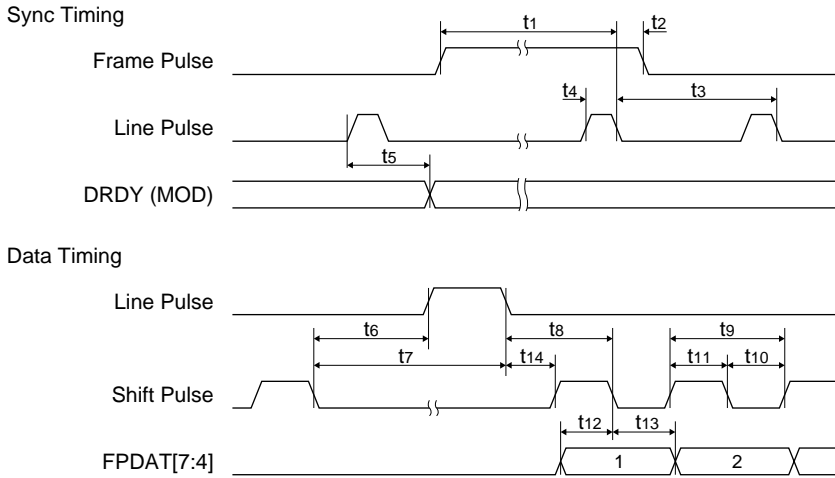 Sync Timing
t1
t2
Frame Pulse
t4
t3
Line Pulse
t5
DRDY (MOD)
Data Timing
Line Pulse
t6
t8
t9
t7
t14
t11
t10
Shift Pulse
t12
t13
FPDAT[7:4]
1
2